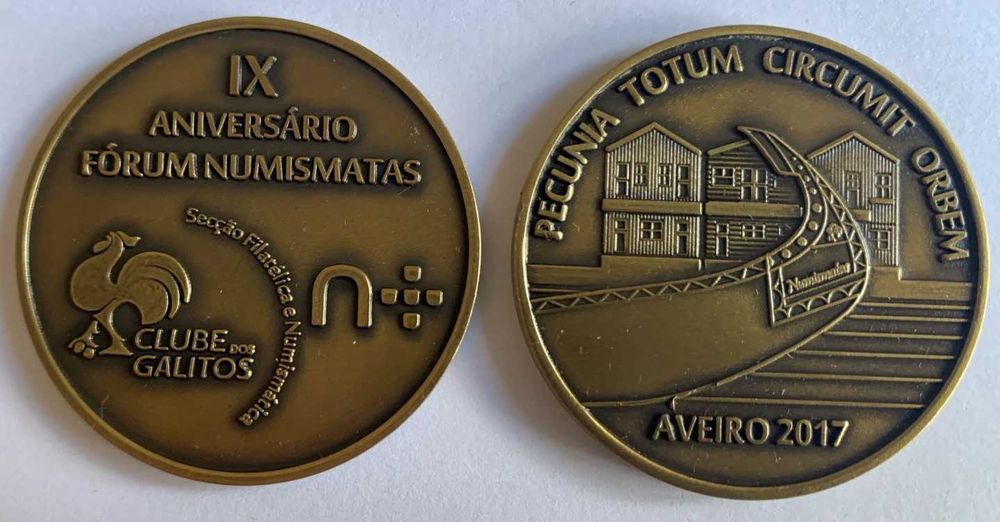 IX
ANIVERSÁRIO
FÓRUM NUMISMATAS
Secção Filatélica e Numismática
CLUBE DOS
GALITOS
n
PECUNIA TOTUM CIRCUMIT ORBEM
Numismatas
AVEIRO 2017